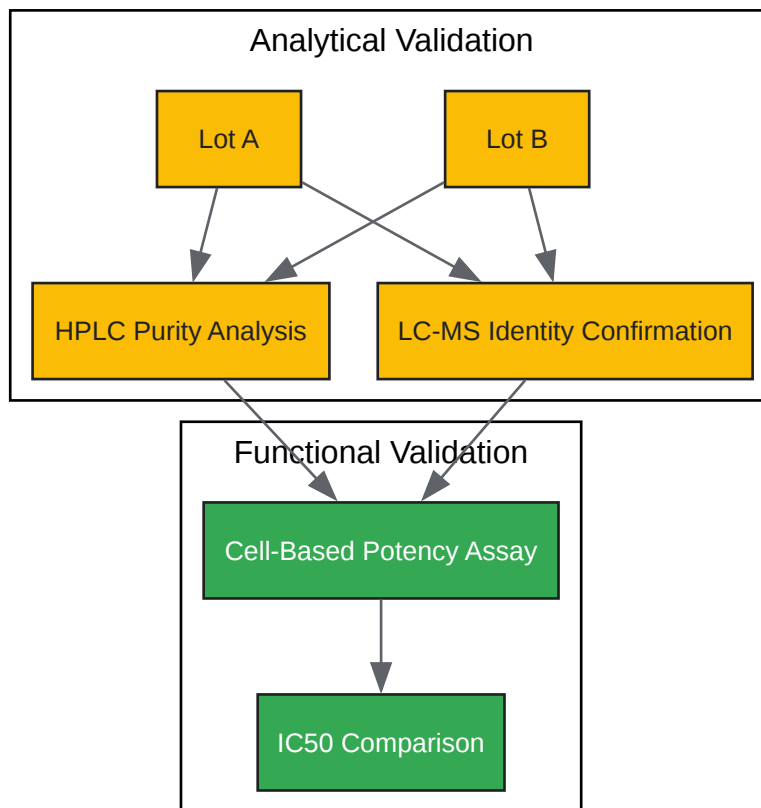 Analytical Validation
Lot A
Lot B
HPLC Purity Analysis
LC-MS Identity Confirmation
Functional Validation
Cell-Based Potency Assay
IC50 Comparison